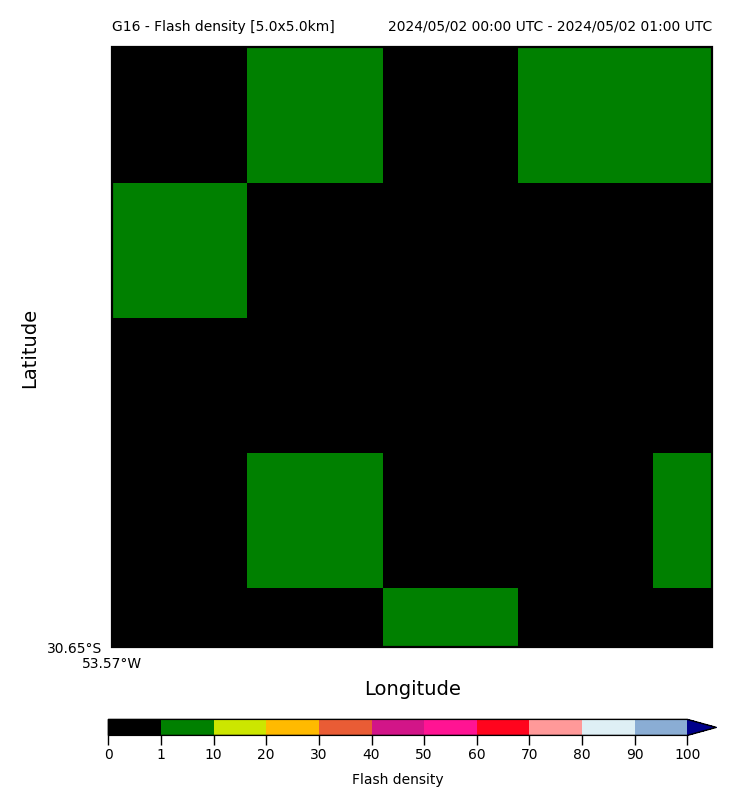 G16 - Flash density [5.0x5.0km] 2024/05/02 00:00 UTC - 2024/05/02 01:00 UTC
Latitude
30.65°S
53.57°W
Longitude
0 1 10 20 30 40 50 60 70 80 90 100
Flash density